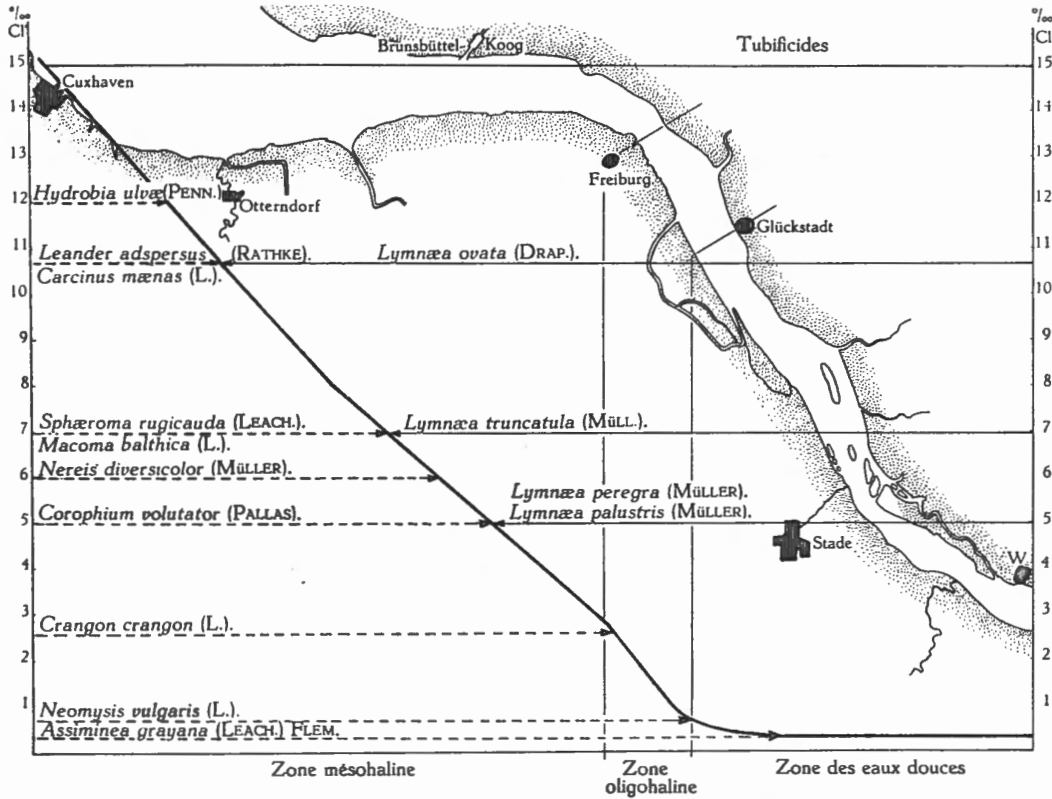 ‰ Cl
‰ Cl
Brunsbüttel-Koog
Tubificides
15
15
Cuxhaven
14
14
13
13
Freiburg
Hydrobia ulvæ (PENN.)
12
12
Otterndorf
Glückstadt
11
11
Leander adspersus (RATHKE).
Lymnæa ovata (DRAP.).
Carcinus mænas (L.).
10
10
9
9
8
8
Sphæroma rugicauda (LEACH.).
Lymnæa truncatula (MÜLL.).
7
7
Macoma balthica (L.).
Nereis diversicolor (MÜLLER).
6
6
Lymnæa peregra (MÜLLER).
Corophium volutator (PALLAS).
Lymnæa palustris (MÜLLER).
5
5
Stade
W
4
4
3
3
Crangon crangon (L.).
2
2
1
1
Neomysis vulgaris (L.).
Assiminea grayana (LEACH.) FLEM.
Zone mésohaline
Zone
oligohaline
Zone des eaux douces